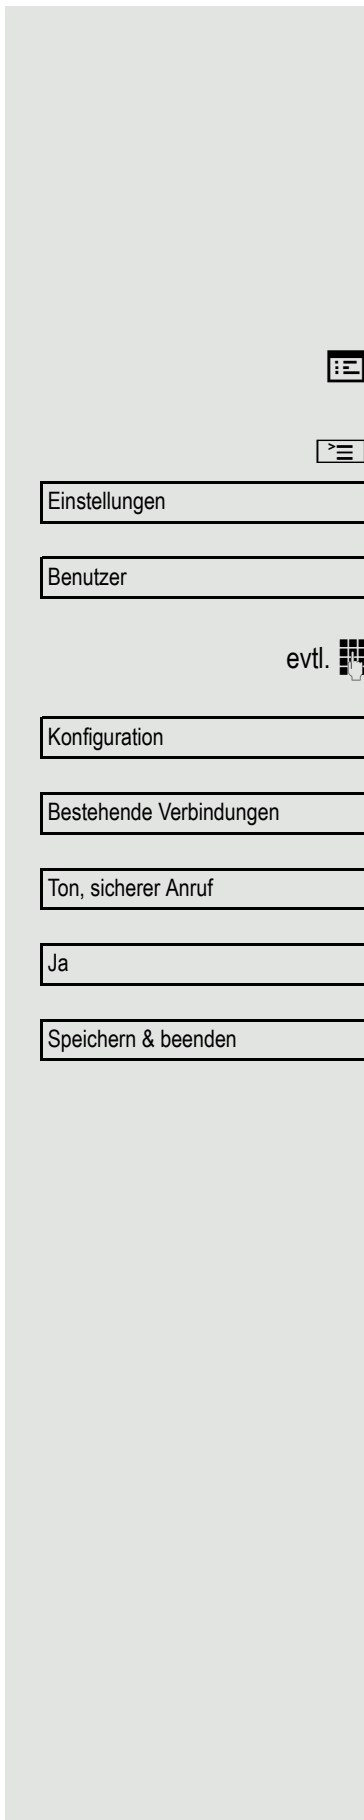 Einstellungen
Benutzer
evtl.
Konfiguration
Bestehende Verbindungen
Ton, sicherer Anruf
Ja
Speichern & beenden